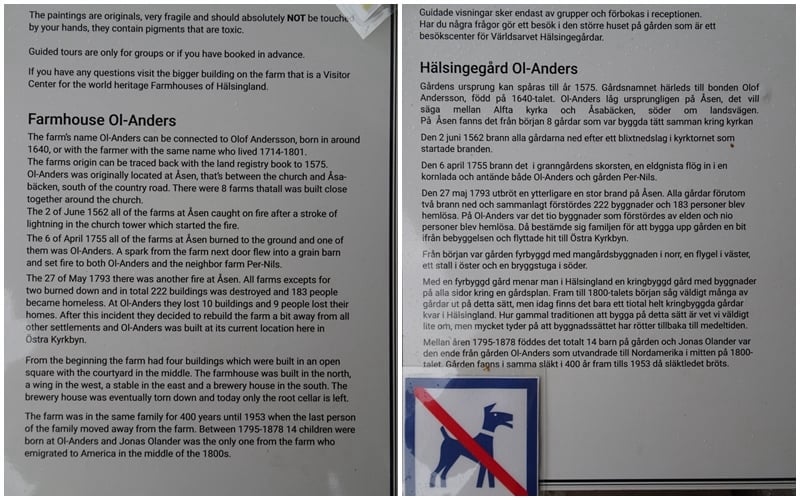 The paintings are originals, very fragile and should absolutely NOT be touched
by your hands, they contain pigments that are toxic.
Guided tours are only for groups or if you have booked in advance.
If you have any questions visit the bigger building on the farm that is a Visitor
Center for the world heritage Farmhouses of Hälsingland.
Farmhouse Ol-Anders
The farm's name Ol-Anders can be connected to Olof Andersson, born in around
1640, or with the farmer with the same name who lived 1714-1801.
The farms origin can be traced back with the land registry book to 1575.
Ol-Anders was originally located at Åsen, that's between the church and Åsa-
bäcken, south of the country road. There were 8 farms thatall was built close
together around the church.
The 2 of June 1562 all of the farms at Åsen caught on fire after a stroke of
lightning in the church tower which started the fire.
The 6 of April 1755 all of the farms at Åsen burned to the ground and one of
them was Ol-Anders. A spark from the farm next door flew into a grain barn
and set fire to both Ol-Anders and the neighbor farm Per-Nils.
The 27 of May 1793 there was another fire at Åsen. All farms excepts for
two burned down and in total 222 buildings was destroyed and 183 people
became homeless. At Ol-Anders they lost 10 buildings and 9 people lost their
homes. After this incident they decided to rebuild the farm a bit away from all
other settlements and Ol-Anders was built at its current location here in
Östra Kyrkbyn.
From the beginning the farm had four buildings which were built in an open
square with the courtyard in the middle. The farmhouse was built in the north,
a wing in the west, a stable in the east and a brewery house in the south. The
brewery house was eventually torn down and today only the root cellar is left.
The farm was in the same family for 400 years until 1953 when the last person
of the family moved away from the farm. Between 1795-1878 14 children were
born at Ol-Anders and Jonas Olander was the only one from the farm who
emigrated to America in the middle of the 1800s.
Guidade visningar sker endast av grupper och förbokas i receptionen.
Har du några frågor gör ett besök i den större huset på gården som är ett
besökscenter för Världsarvet Hälsingegårdar.
Hälsingegård Ol-Anders
Gårdens ursprung kan spåras till år 1575. Gårdsnamnet härleds till bonden Olof
Andersson, född på 1640-talet. Ol-Anders låg ursprungligen på Åsen, det vill
säga mellan Alfta kyrka och Åsabäcken, söder om landsvägen.
På Åsen fanns det från början 8 gårdar som var byggda tätt samman kring kyrkan
Den 2 juni 1562 brann alla gårdarna ned efter ett blixtnedslag i kyrktornet som
startade branden.
Den 6 april 1755 brann det i granngårdens skorsten, en eldgnista flög in i en
kornlada och antände både Ol-Anders och gården Per-Nils.
Den 27 maj 1793 utbröt en ytterligare en stor brand på Åsen. Alla gårdar förutom
två brann ned och sammanlagt förstördes 222 byggnader och 183 personer blev
hemlösa. På Ol-Anders var det tio byggnader som förstördes av elden och nio
personer blev hemlösa. Då bestämde sig familjen för att bygga upp gården en bit
ifrån bebyggelsen och flyttade hit till Östra Kyrkbyn.
Från början var gården fyrbyggd med mangårdsbyggnaden i norr, en flygel i väster,
ett stall i öster och en bryggstuga i söder.
Med en fyrbyggd gård menar man i Hälsingland en kringbyggd gård med byggnader
på alla sidor kring en gårdsplan. Fram till 1800-talets början såg väldigt många av
gårdar ut på detta sätt, men idag finns det bara ett tiotal helt kringbyggda gårdar
kvar i Hälsingland. Hur gammal traditionen att bygga på detta sätt är vet vi väldigt
lite om, men mycket tyder på att byggnadssättet har rötter tillbaka till medeltiden.
Mellan åren 1795-1878 föddes det totalt 14 barn på gården och Jonas Olander var
den ende från gården Ol-Anders som utvandrade till Nordamerika i mitten på 1800-
talet. Gården fanns i samma släkt i 400 år fram tills 1953 då släktledet bröts.